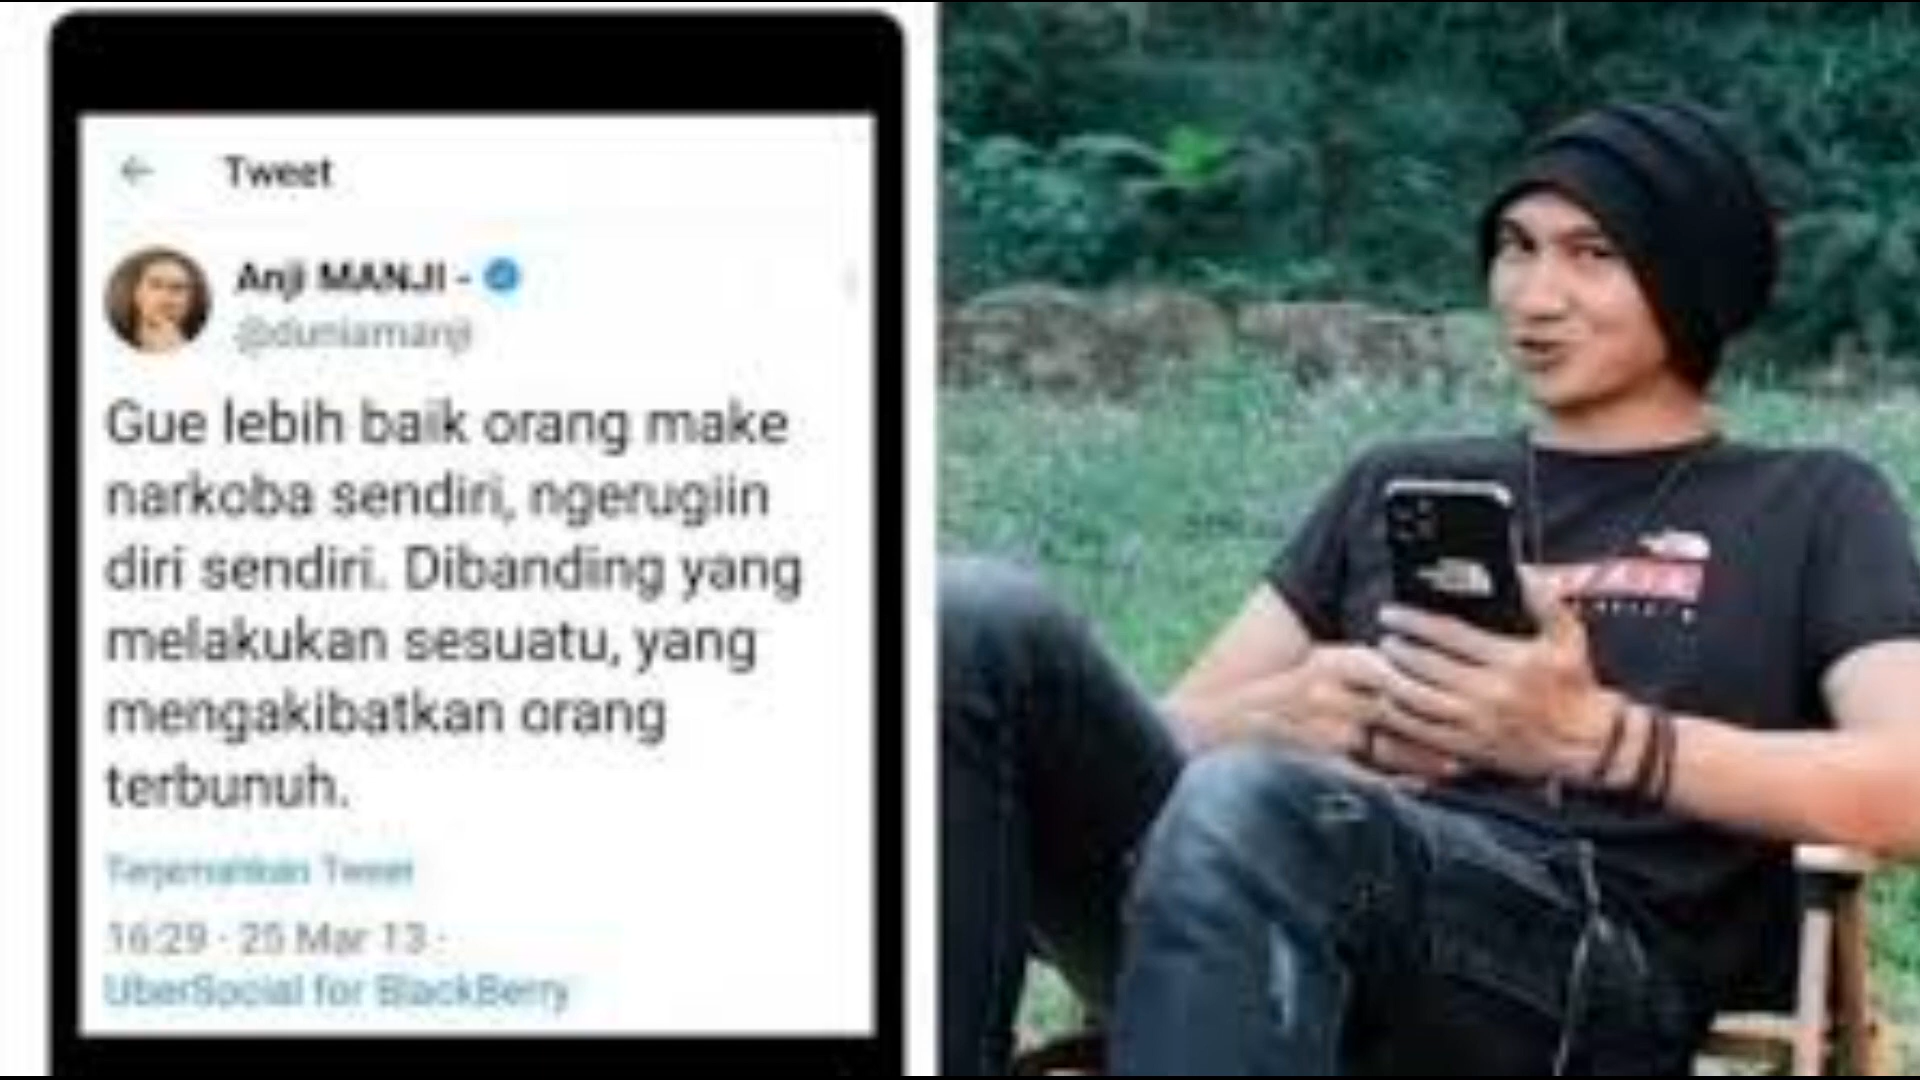 Tweet
Anji MANJI -
@duniamanji
Gue lebih baik orang make
narkoba sendiri, ngerugiin
diri sendiri. Dibanding yang
melakukan sesuatu, yang
mengakibatkan orang
terbunuh.
Terjemahkan Tweet
16:29 · 25 Mar 13 ·
UberSocial for BlackBerry